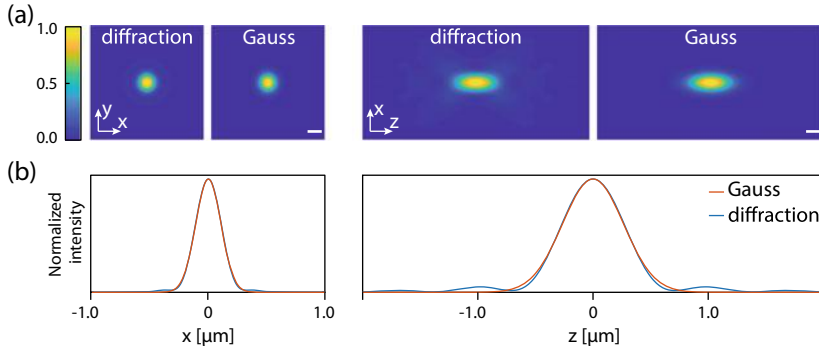 (a)
1.0
0.5
0.0
diffraction
y
x
Gauss
diffraction
x
z
Gauss
(b)
Normalized
intensity
-1.0
0
1.0
x [μm]
Gauss
diffraction
-1.0
0
1.0
z [μm]